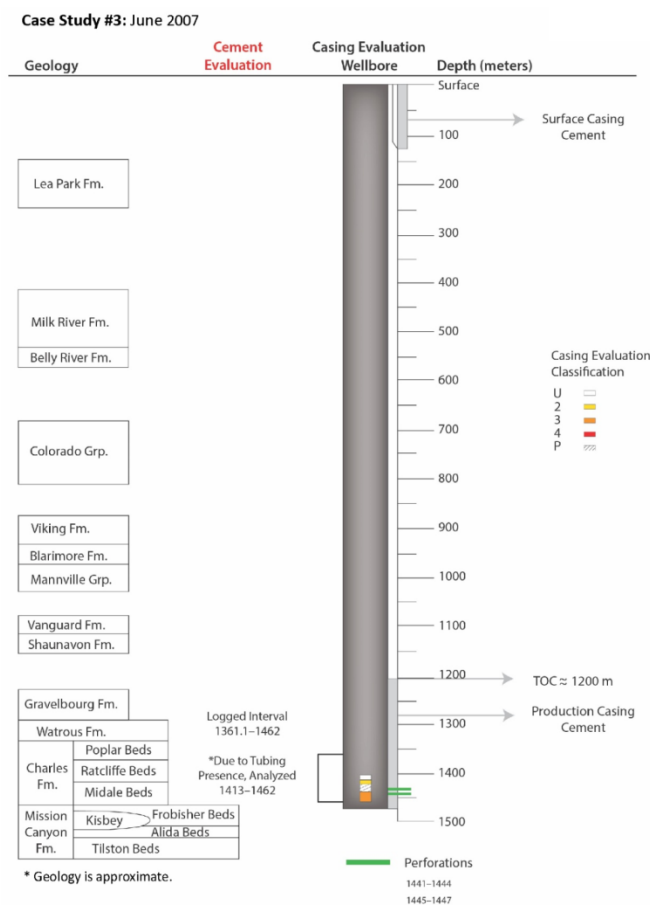 Case Study #3: June 2007
Geology
Cement
Evaluation
Casing Evaluation
Wellbore
Depth (meters)
Surface
100
200
300
400
500
600
700
800
900
1000
1100
1200
1300
1400
1500
Surface Casing
Cement
TOC ≈ 1200 m
Production Casing
Cement
Lea Park Fm.
Milk River Fm.
Belly River Fm.
Colorado Grp.
Viking Fm.
Blarimore Fm.
Mannville Grp.
Vanguard Fm.
Shaunavon Fm.
Gravelbourg Fm.
Watrous Fm.
Charles
Fm.
Poplar Beds
Ratcliffe Beds
Midale Beds
Mission
Canyon
Fm.
Kisbey
Frobisher Beds
Alida Beds
Tilston Beds
* Geology is approximate.
Logged Interval
1361.1–1462
*Due to Tubing
Presence, Analyzed
1413–1462
Casing Evaluation
Classification
U
2
3
4
P
Perforations
1441–1444
1445–1447